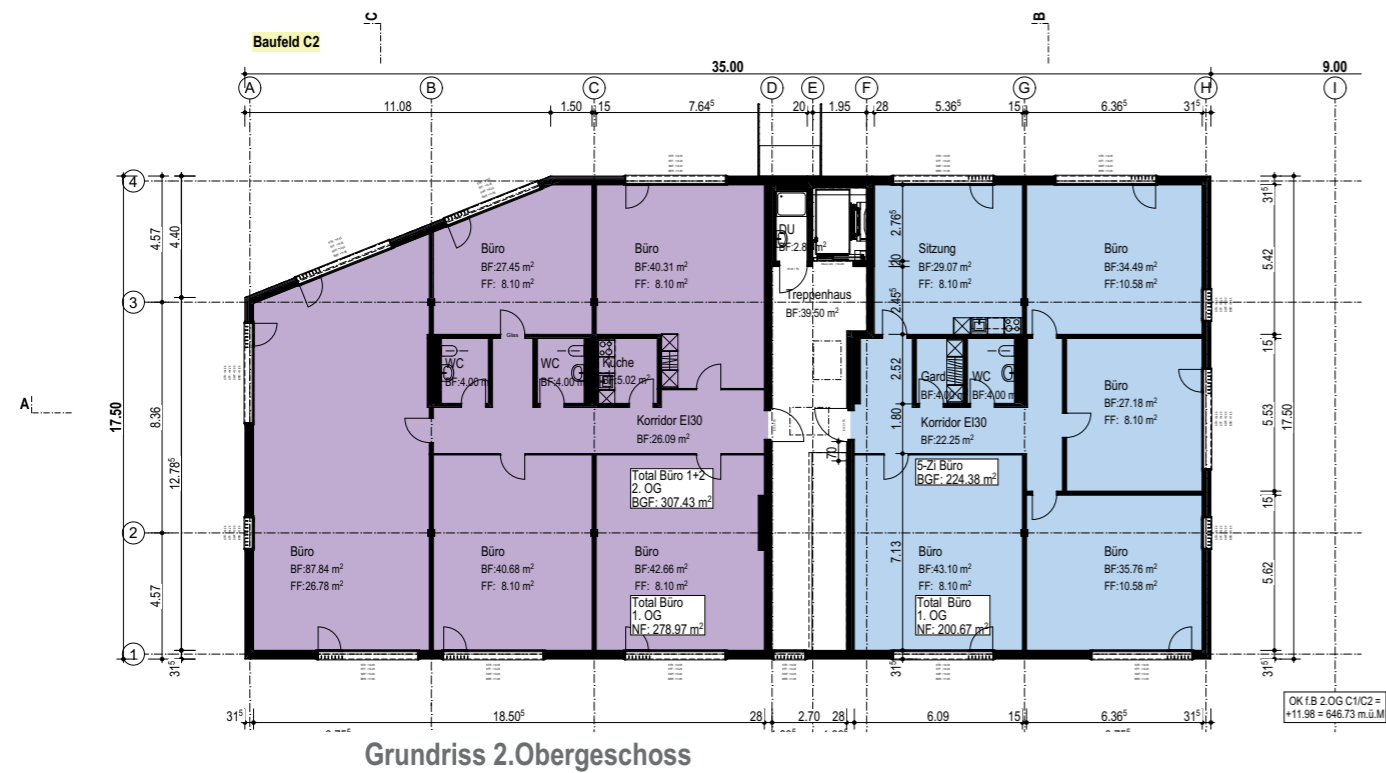 C
B
Baufeld C2
35.00
9.00
A
B
C
D
E
F
G
H
I
11.08
1.50
15
7.64⁵
20
1.95
28
5.36⁵
15
6.36⁵
31⁵
4
3
2
1
A
17.50
4.57
8.36
4.57
4.40
12.78⁵
31⁵
Büro
BF:27.45 m²
FF: 8.10 m²
Büro
BF:40.31 m²
FF: 8.10 m²
DU
Treppenhaus
BF:39.50 m²
Sitzung
BF:29.07 m²
FF: 8.10 m²
Büro
BF:34.49 m²
FF:10.58 m²
2.76⁵
20
2.45⁵
2.52
1.80
70
7.13
31⁵
Glas
WC
BF:4.00 m
WC
BF:4.00 m
Küche
BF:5.02 m²
Gard
BF:4.00 m
WC
BF:4.00 m²
Büro
BF:27.18 m²
FF: 8.10 m²
Korridor EI30
BF:26.09 m²
Korridor EI30
BF:22.25 m²
Total Büro 1+2
2. OG
BGF: 307.43 m²
5-Zi Büro
BGF: 224.38 m²
Büro
BF:87.84 m²
FF:26.78 m²
Büro
BF:40.68 m²
FF: 8.10 m²
Büro
BF:42.66 m²
FF: 8.10 m²
Büro
BF:43.10 m²
FF: 8.10 m²
Büro
BF:35.76 m²
FF:10.58 m²
Total Büro
1. OG
NF: 278.97 m²
Total Büro
1. OG
NF: 200.67 m²
31⁵
5.42
15
5.53
15
5.62
31⁵
17.50
OK f.B 2.OG C1/C2 =
+11.98 = 646.73 m.ü.M
31⁵
18.50⁵
28
2.70
28
6.09
15
6.36⁵
31⁵
Grundriss 2.Obergeschoss